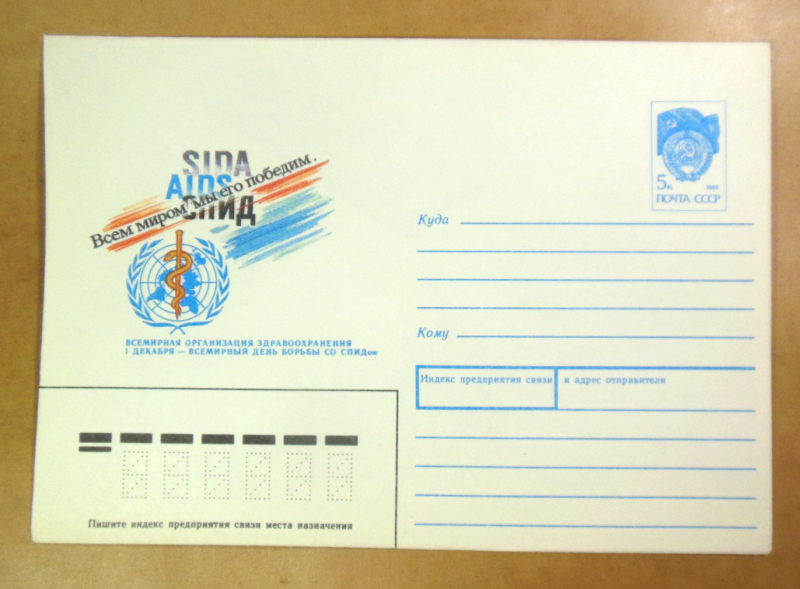 SIDA
AIDS
СПИД
Всем миром мы его победим.
ВСЕМИРНАЯ ОРГАНИЗАЦИЯ ЗДРАВООХРАНЕНИЯ
1 ДЕКАБРЯ — ВСЕМИРНЫЙ ДЕНЬ БОРЬБЫ СО СПИДом
5к
ПОЧТА СССР
Куда
Кому
Индекс предприятия связи и адрес отправителя
Пишите индекс предприятия связи места назначения